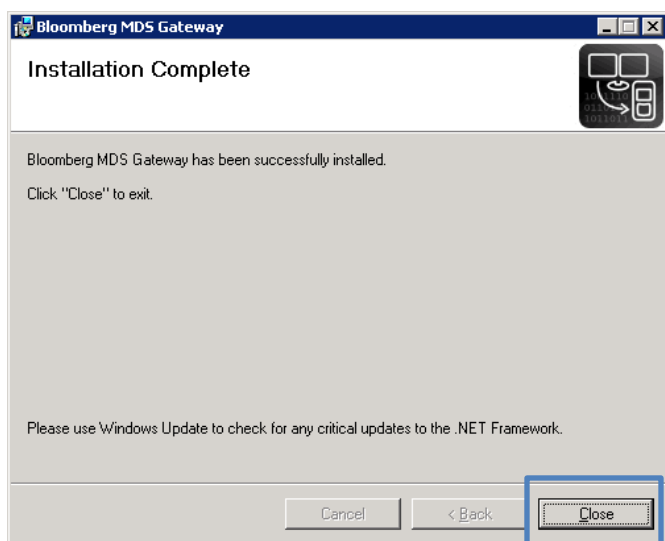 Bloomberg MDS Gateway
Installation Complete
Bloomberg MDS Gateway has been successfully installed.
Click "Close" to exit.
Please use Windows Update to check for any critical updates to the .NET Framework.
Cancel
< Back
Close